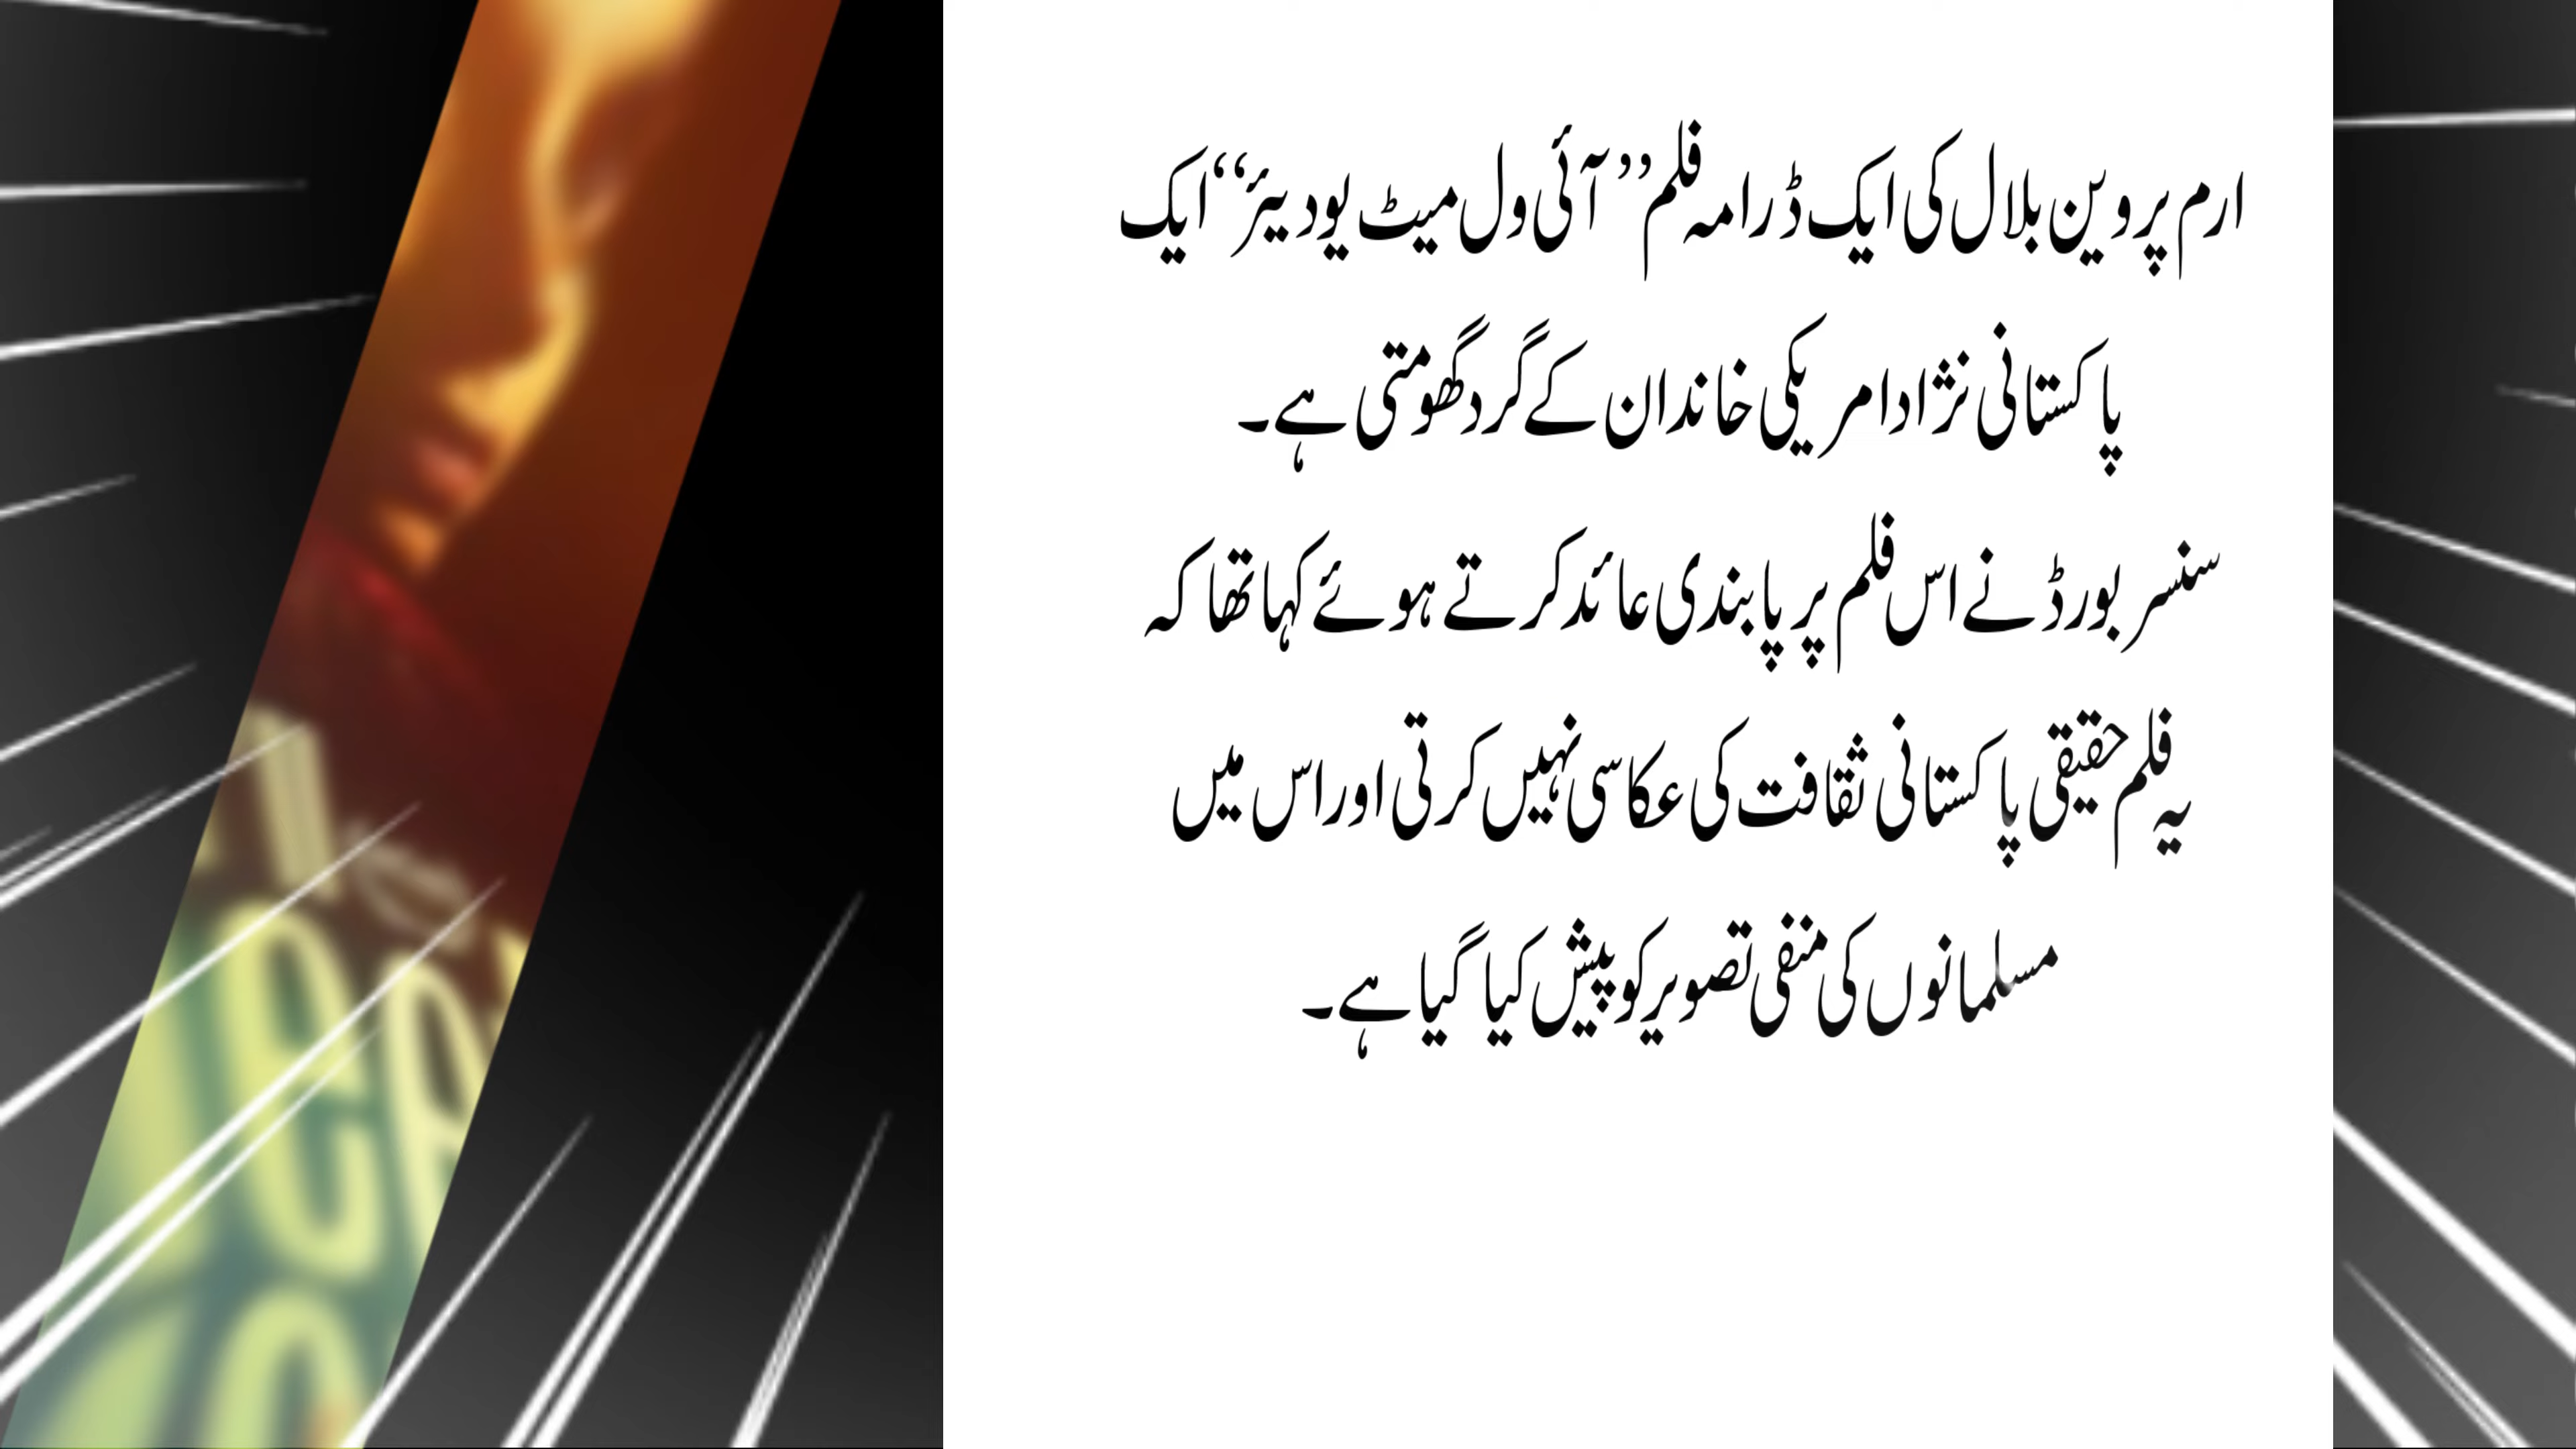 ارم پروین بلال کی ایک ڈرامہ فلم ’’آئی ول میٹ یو دیئر‘‘ ایک
پاکستانی نژاد امریکی خاندان کے گرد گھومتی ہے۔
سنسر بورڈ نے اس فلم پر پابندی عائد کرتے ہوئے کہا تھا کہ
یہ فلم حقیقی پاکستانی ثقافت کی عکاسی نہیں کرتی اور اس میں
مسلمانوں کی منفی تصویر کو پیش کیا گیا ہے۔